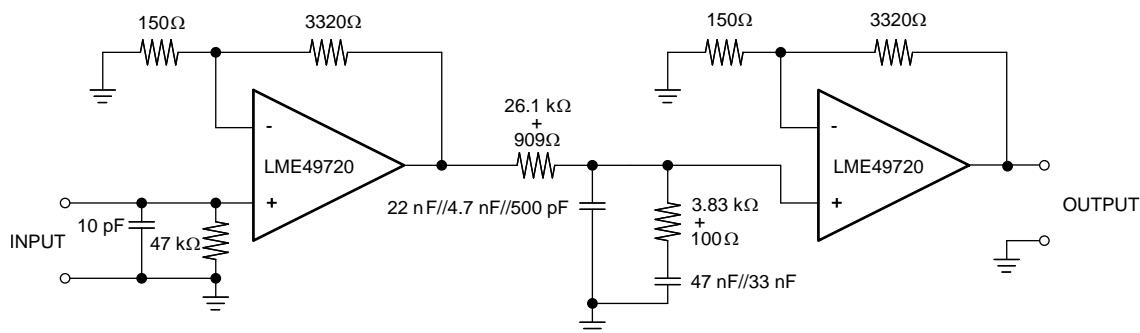 150Ω
3320Ω
-
LME49720
+
INPUT
10 pF
47 kΩ
26.1 kΩ
+
909Ω
22 nF//4.7 nF//500 pF
3.83 kΩ
+
100Ω
47 nF//33 nF
150Ω
3320Ω
-
LME49720
+
OUTPUT